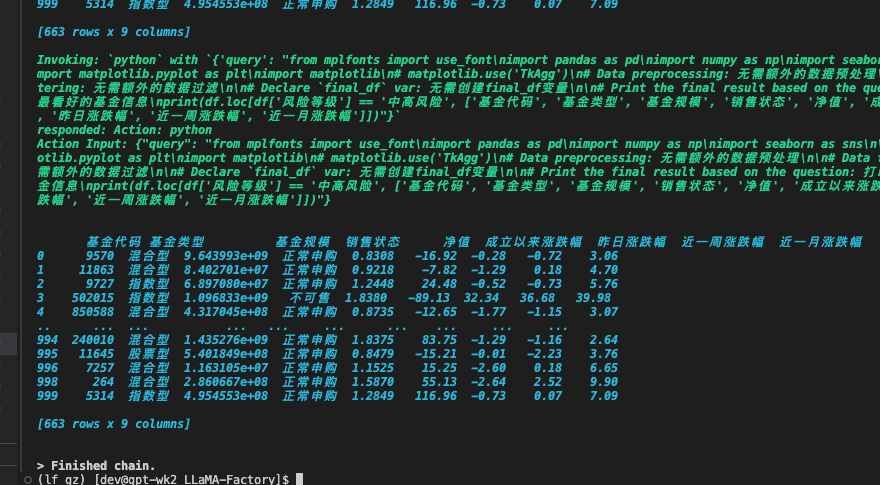 999    5314  指数型  4.954553e+08  正常申购  1.2849   116.96  −0.73    0.07    7.09
[663 rows x 9 columns]
Invoking: `python` with `{'query': "from mplfonts import use_font\nimport pandas as pd\nimport numpy as np\nimport seabor
mport matplotlib.pyplot as plt\nimport matplotlib\n# matplotlib.use('TkAgg')\n# Data preprocessing: 无需额外的数据预处理\
tering: 无需额外的数据过滤\n\n# Declare `final_df` var: 无需创建final_df变量\n\n# Print the final result based on the que
最看好的基金信息\nprint(df.loc[df['风险等级'] == '中高风险', ['基金代码', '基金类型', '基金规模', '销售状态', '净值', '成
, '昨日涨跌幅', '近一周涨跌幅', '近一月涨跌幅']])"}`
responded: Action: python
Action Input: {"query": "from mplfonts import use_font\nimport pandas as pd\nimport numpy as np\nimport seaborn as sns\n
otlib.pyplot as plt\nimport matplotlib\n# matplotlib.use('TkAgg')\n# Data preprocessing: 无需额外的数据预处理\n\n# Data
需额外的数据过滤\n\n# Declare `final_df` var: 无需创建final_df变量\n\n# Print the final result based on the question: 打
金信息\nprint(df.loc[df['风险等级'] == '中高风险', ['基金代码', '基金类型', '基金规模', '销售状态', '净值', '成立以来涨
跌幅', '近一周涨跌幅', '近一月涨跌幅']])"}
基金代码 基金类型          基金规模  销售状态      净值  成立以来涨跌幅  昨日涨跌幅  近一周涨跌幅  近一月涨跌幅
0      9570  混合型  9.643993e+09  正常申购  0.8308   −16.92  −0.28   −0.72    3.06
1     11863  混合型  8.402701e+07  正常申购  0.9218    −7.82  −1.29    0.18    4.70
2      9727  指数型  6.897080e+07  正常申购  1.2448    24.48  −0.52   −0.73    5.76
3    502015  指数型  1.096833e+09   不可售  1.8380   −89.13  32.34   36.68   39.98
4    850588  混合型  4.317045e+08  正常申购  0.8735   −12.65  −1.77   −1.15    3.07
..      ...  ...           ...   ...     ...      ...    ...     ...     ...
994  240010  混合型  1.435276e+09  正常申购  1.8375    83.75  −1.29   −1.16    2.64
995   11645  股票型  5.401849e+08  正常申购  0.8479   −15.21  −0.01   −2.23    3.76
996    7257  混合型  1.163105e+07  正常申购  1.1525    15.25  −2.60    0.18    6.65
998     264  混合型  2.860667e+08  正常申购  1.5870    55.13  −2.64    2.52    9.90
999    5314  指数型  4.954553e+08  正常申购  1.2849   116.96  −0.73    0.07    7.09
[663 rows x 9 columns]
> Finished chain.
(lf_gz) [dev@gpt-wk2 LLaMA-Factory]$